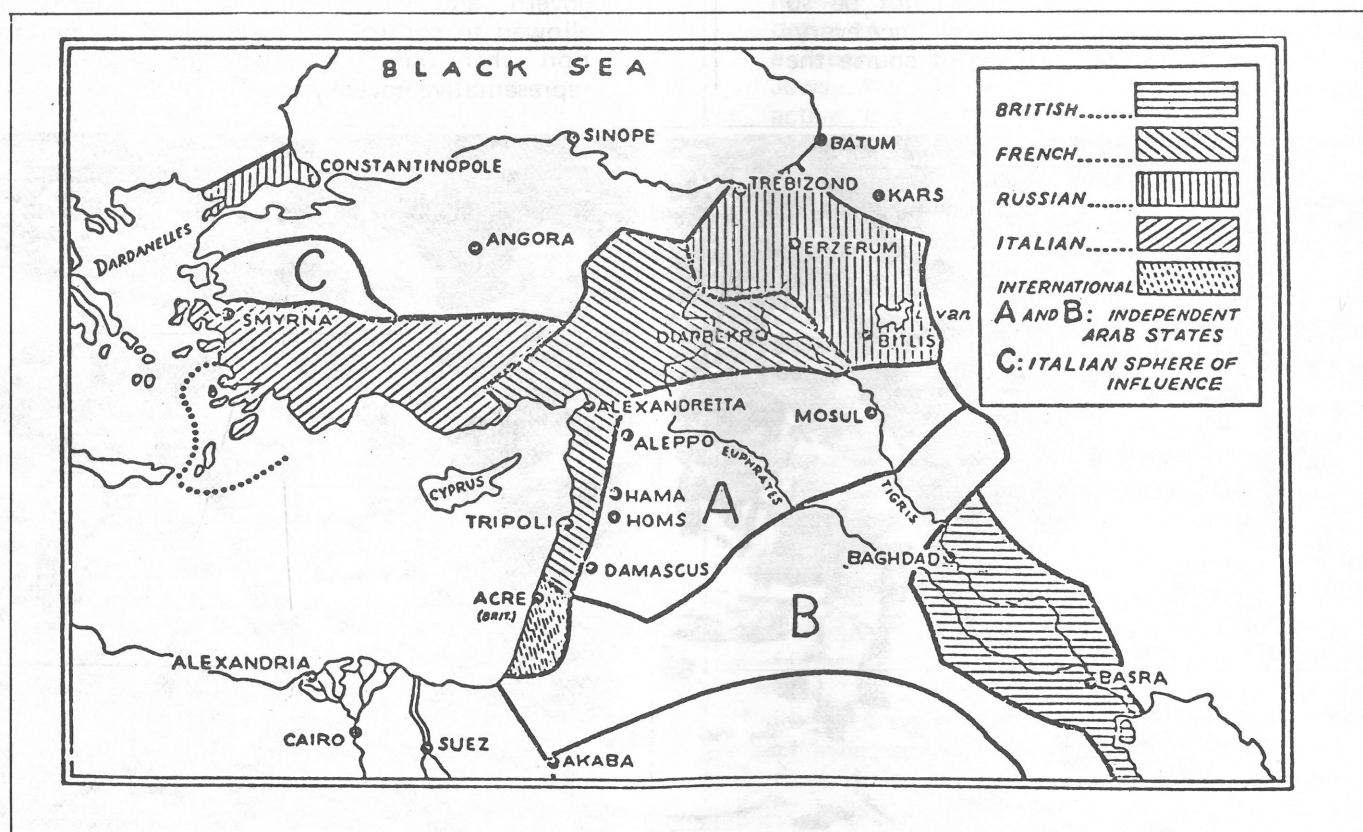 BLACK SEA
SINOPE
BATUM
CONSTANTINOPOLE
TREBIZOND
KARS
DARDANELLES
ANGORA
ERZERUM
C
SMYRNA
DIARBEKR
BITLIS
van
ALEXANDRETTA
MOSUL
ALEPPO
EUPHRATES
CYPRUS
HAMA
A
TIGRIS
TRIPOLI
HOMS
BAGHDAD
DAMASCUS
ACRE
(BRIT.)
B
ALEXANDRIA
BASRA
CAIRO
SUEZ
AKABA
BRITISH
FRENCH
RUSSIAN
ITALIAN
INTERNATIONAL
A AND B: INDEPENDENT
ARAB STATES
C: ITALIAN SPHERE OF
INFLUENCE